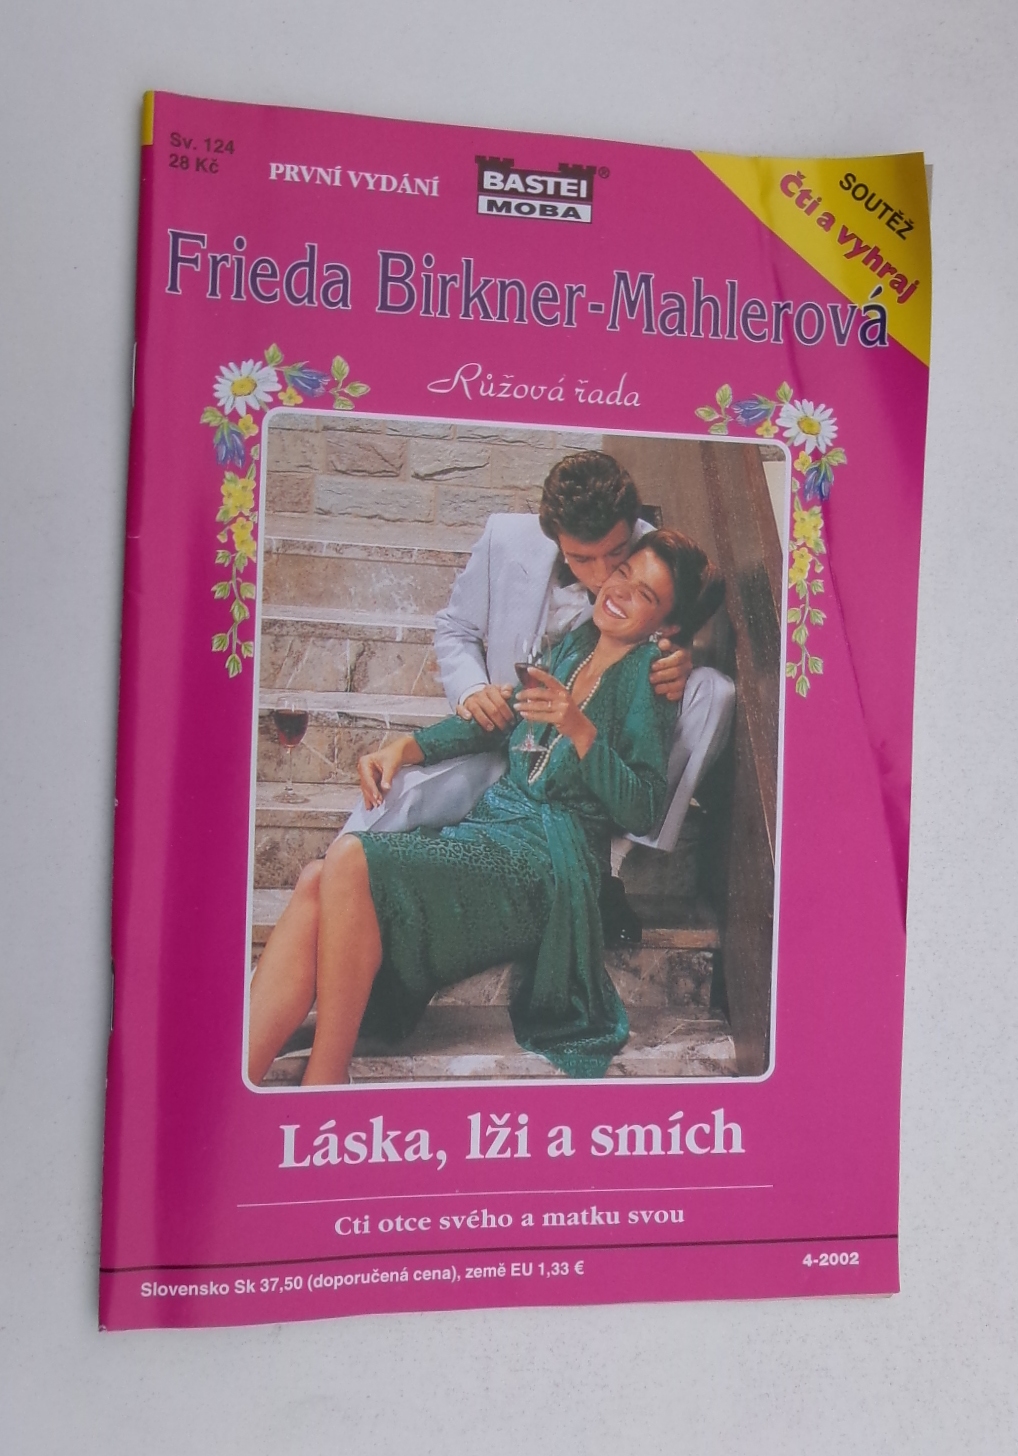 Sv. 124
28 Kč
PRVNÍ VYDÁNÍ
BASTEI®
MOBA
SOUTĚŽ
Čti a vyhraj
Frieda Birkner-Mahlerová
Růžová řada
Láska, lži a smích
Cti otce svého a matku svou
Slovensko Sk 37,50 (doporučená cena), země EU 1,33 €
4-2002